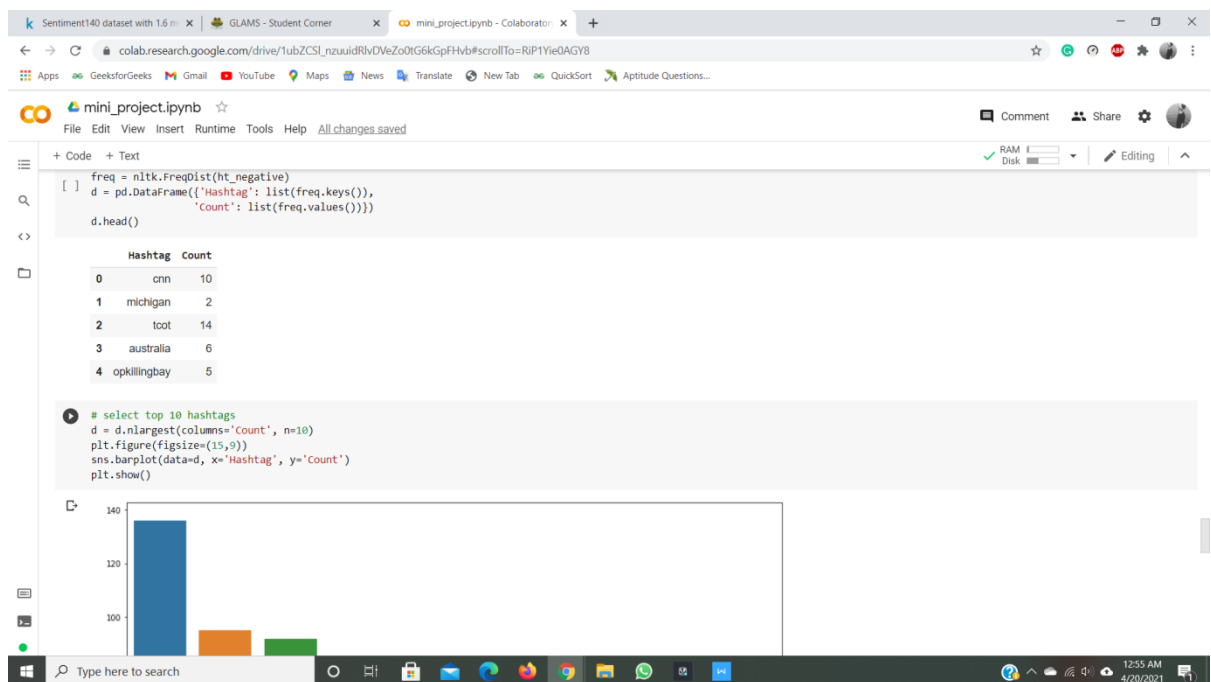 Sentiment140 dataset with 1.6 m
GLAMS - Student Corner
mini_project.ipynb - Colaborator
colab.research.google.com/drive/1ubZCSl_nzuuidRlvDVeZo0tG6kGpFHvb#scrollTo=RiP1Yie0AGY8
Apps GeeksforGeeks Gmail YouTube Maps News Translate New Tab QuickSort Aptitude Questions...
mini_project.ipynb
Comment Share
File Edit View Insert Runtime Tools Help All changes saved
+ Code + Text
RAM
Disk
Editing
freq = nltk.FreqDist(ht_negative)
[ ] d = pd.DataFrame({'Hashtag': list(freq.keys()),
'Count': list(freq.values())})
d.head()
Hashtag Count
0 cnn 10
1 michigan 2
2 tcot 14
3 australia 6
4 opkillingbay 5
# select top 10 hashtags
d = d.nlargest(columns='Count', n=10)
plt.figure(figsize=(15,9))
sns.barplot(data=d, x='Hashtag', y='Count')
plt.show()
140
120
100
Type here to search
12:55 AM
4/20/2021